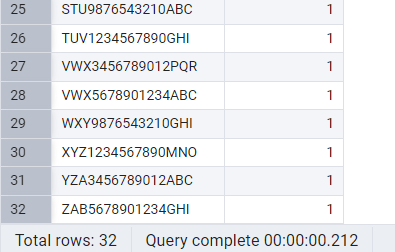 25 STU9876543210ABC 1
26 TUV1234567890GHI 1
27 VWX3456789012PQR 1
28 VWX5678901234ABC 1
29 WXY9876543210GHI 1
30 XYZ1234567890MNO 1
31 YZA3456789012ABC 1
32 ZAB5678901234GHI 1
Total rows: 32 Query complete 00:00:00.212